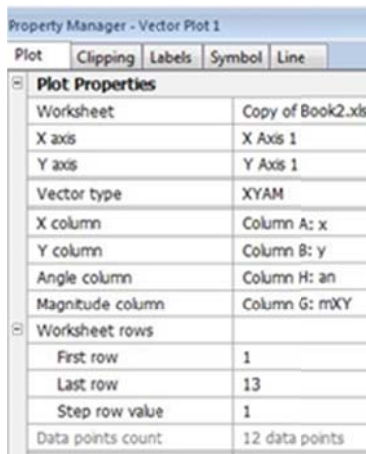 Property Manager - Vector Plot 1
Plot Clipping Labels Symbol Line
Plot Properties
Worksheet Copy of Book2.xls
X axis X Axis 1
Y axis Y Axis 1
Vector type XYAM
X column Column A: x
Y column Column B: y
Angle column Column H: an
Magnitude column Column G: mXY
Worksheet rows
First row 1
Last row 13
Step row value 1
Data points count 12 data points